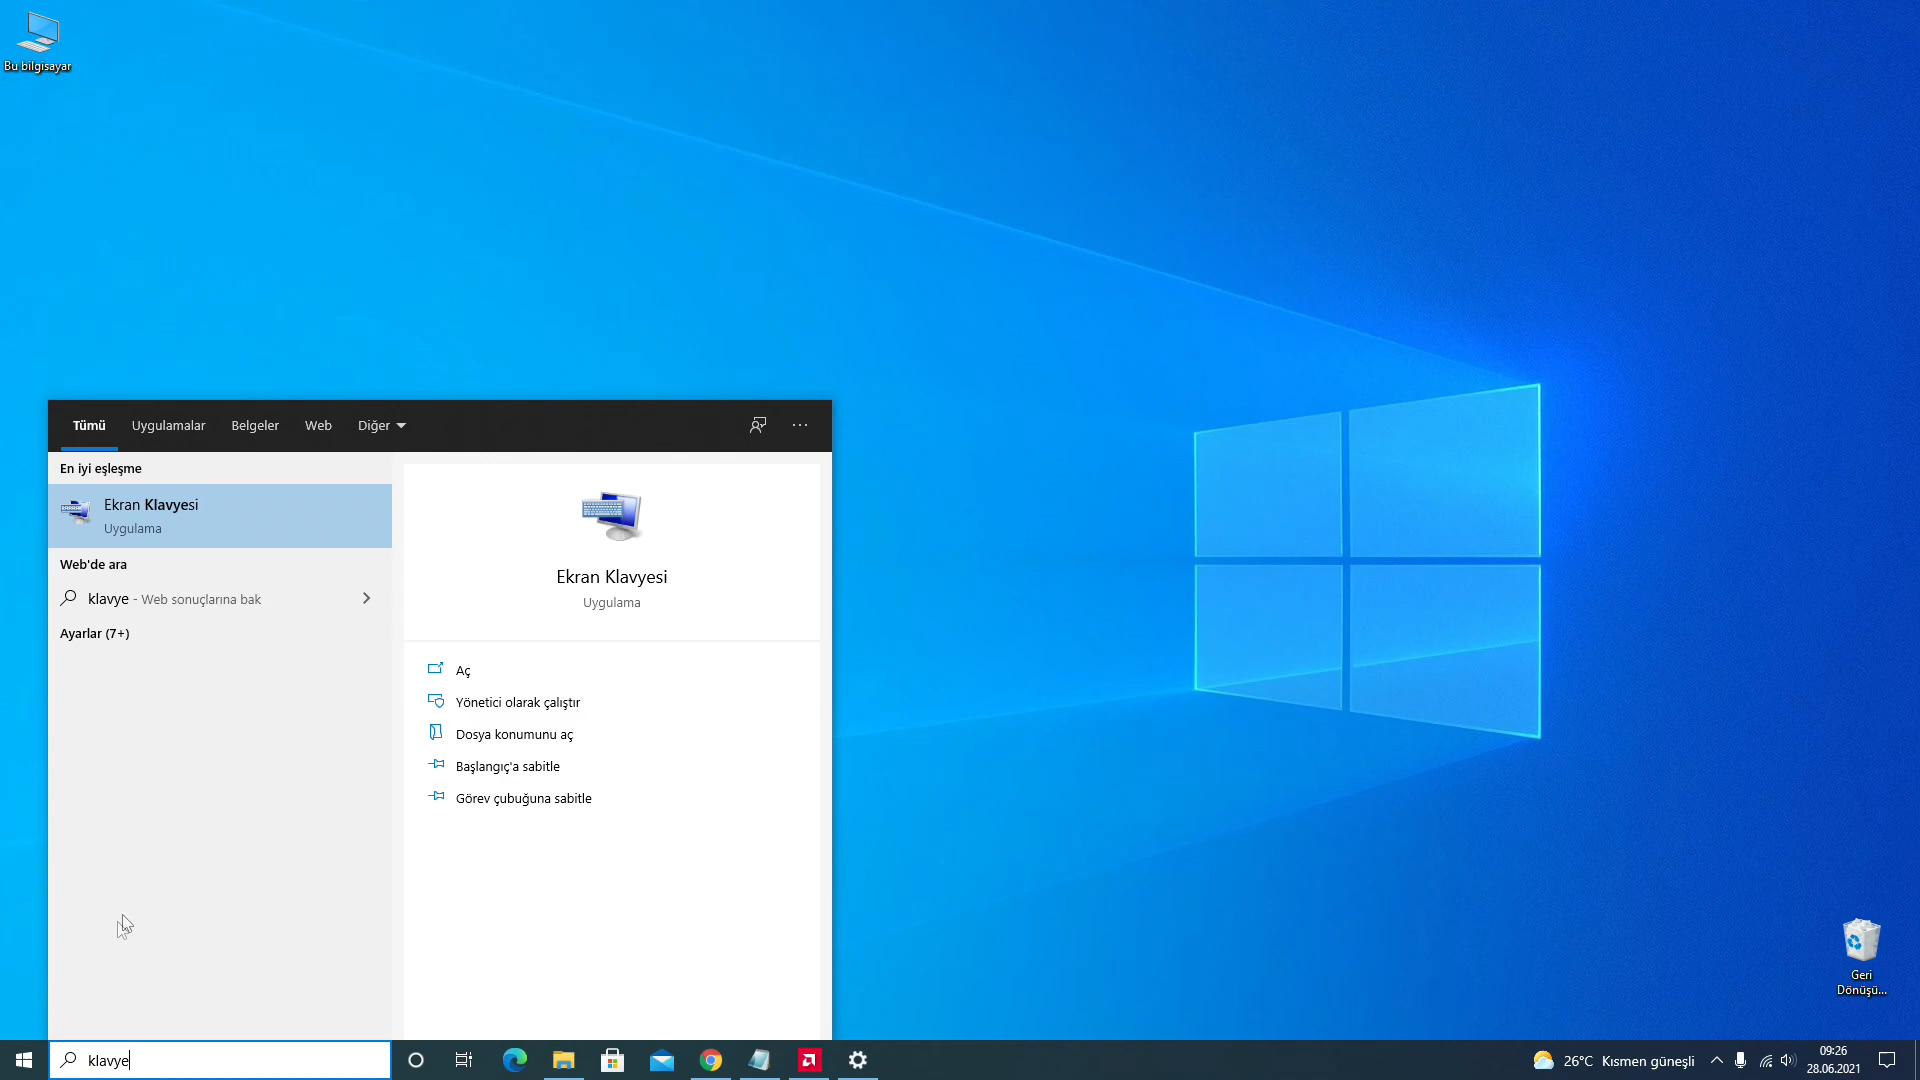 Bu bilgisayar
Tümü
Uygulamalar
Belgeler
Web
Diğer
En iyi eşleşme
Ekran Klavyesi
Uygulama
Web'de ara
klavye - Web sonuçlarına bak
Ayarlar (7+)
Ekran Klavyesi
Uygulama
Aç
Yönetici olarak çalıştır
Dosya konumunu aç
Başlangıç'a sabitle
Görev çubuğuna sabitle
Geri
Dönüşü...
klavye
26°C Kısmen güneşli
09:26
28.06.2021